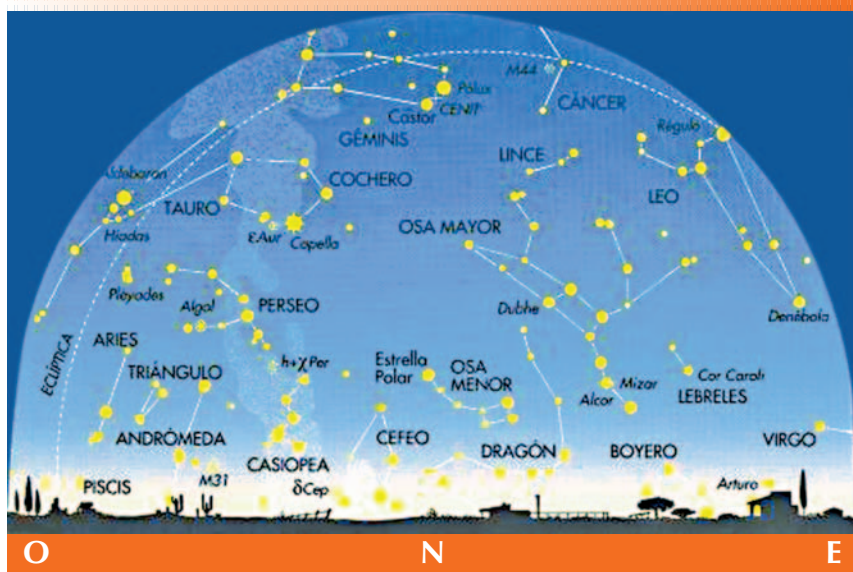 M44
Pólux
Castor CENIT
CÁNCER
GÉMINIS
Régulo
LINCE
Aldebaran
COCHERO
LEO
TAURO
Híadas
εAur
Capella
OSA MAYOR
Pléyades
Algol
PERSEO
Dubhe
Denébola
ARIES
ECLÍPTICA
TRIÁNGULO
h+χ Per
Estrella
Polar
OSA
MENOR
Mizar
Alcor
Cor Caroli
LEBRELES
ANDRÓMEDA
CASIOPEA
CEFEO
DRAGÓN
BOYERO
VIRGO
PISCIS
M31
δCep
Arturo
O N E